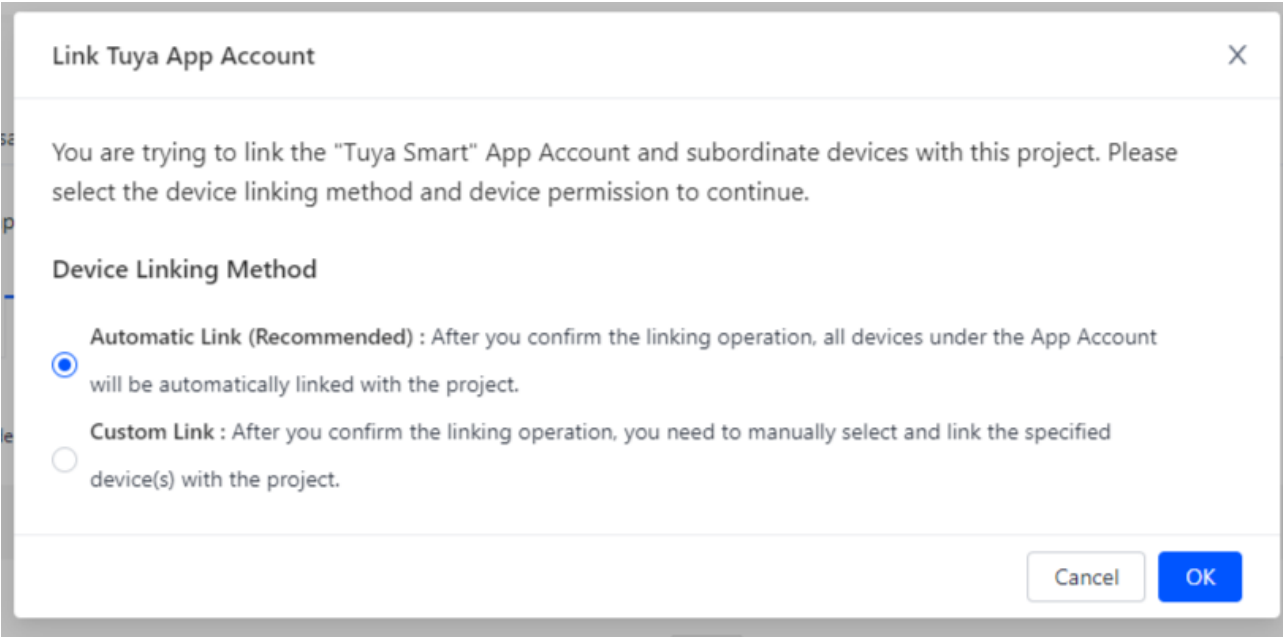 Link Tuya App Account
You are trying to link the "Tuya Smart" App Account and subordinate devices with this project. Please
select the device linking method and device permission to continue.
Device Linking Method
Automatic Link (Recommended) : After you confirm the linking operation, all devices under the App Account
will be automatically linked with the project.
Custom Link : After you confirm the linking operation, you need to manually select and link the specified
device(s) with the project.
Cancel
OK